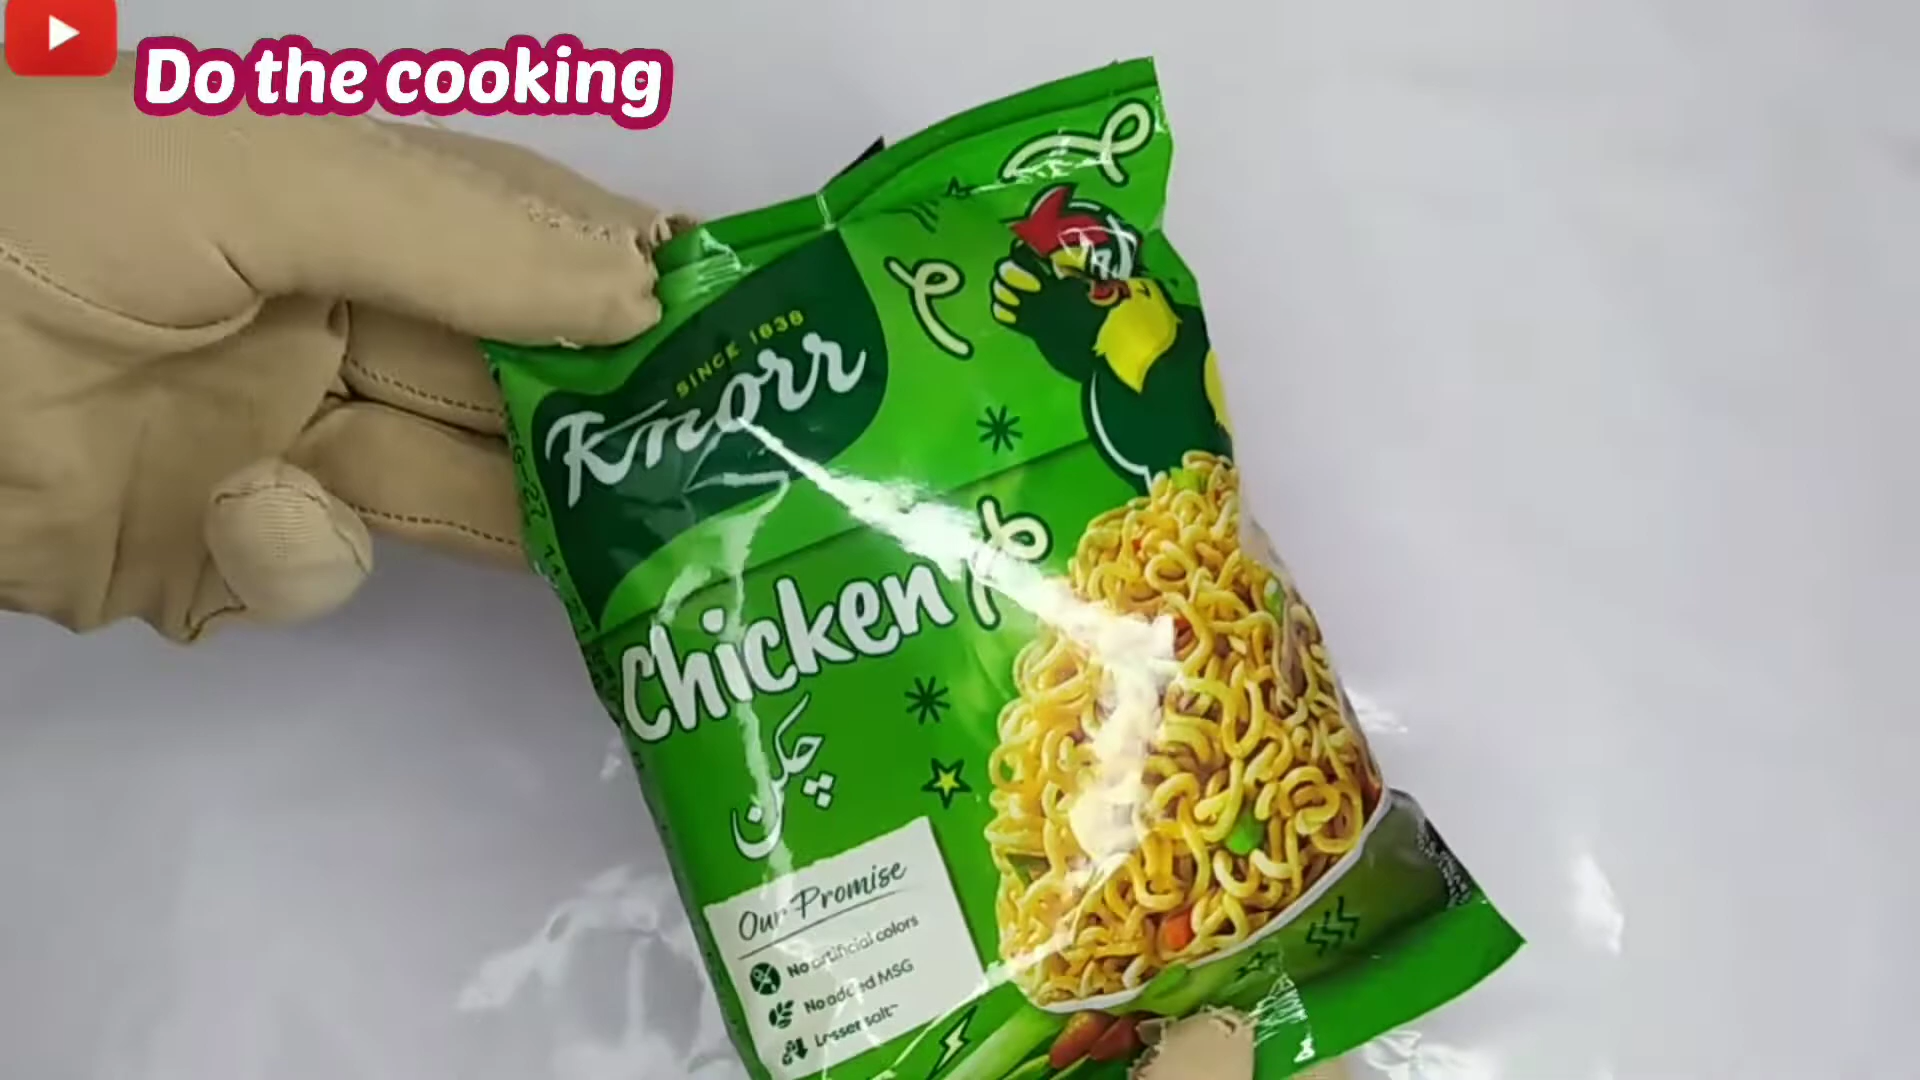 Do the cooking
SINCE 1838
Knorr
Chicken
چکن
Our Promise
No artificial colors
No added MSG
Lesser salt~